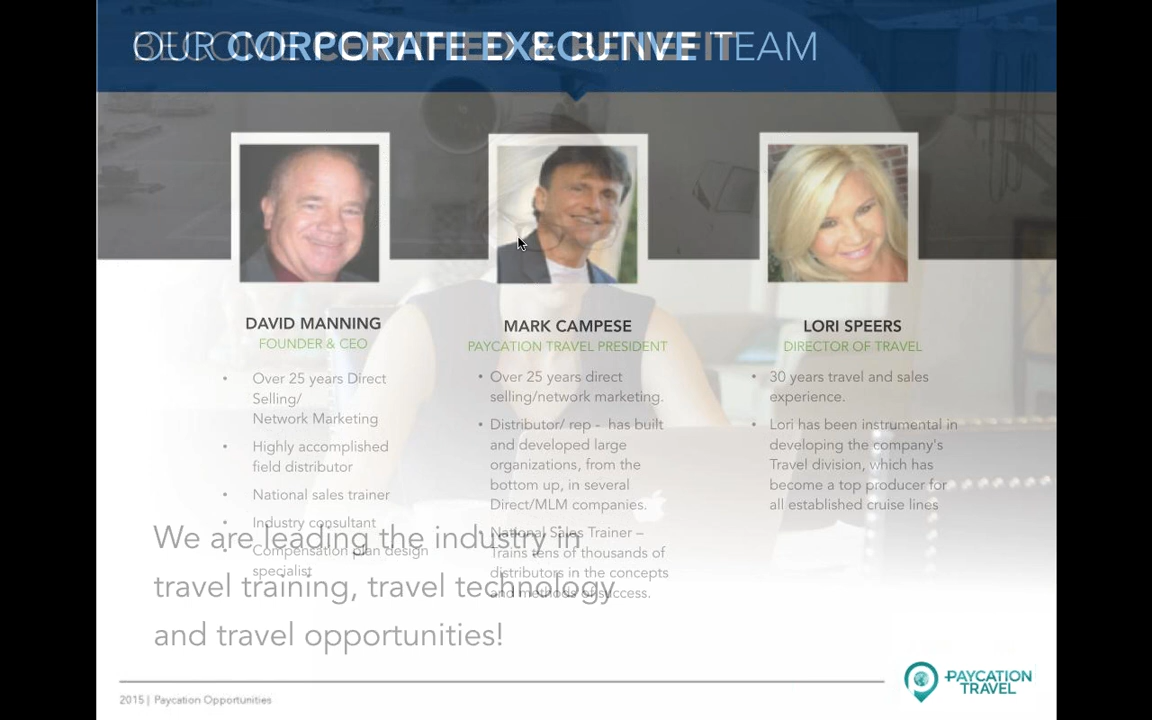 OUR CORPORATE EXECUTIVE TEAM
BECOME CERTIFIED & BENEFIT
DAVID MANNING
FOUNDER & CEO
• Over 25 years Direct
Selling/
Network Marketing
• Highly accomplished
field distributor
• National sales trainer
• Industry consultant
• Compensation plan design
specialist
MARK CAMPESE
PAYCATION TRAVEL PRESIDENT
• Over 25 years direct
selling/network marketing.
• Distributor/ rep - has built
and developed large
organizations, from the
bottom up, in several
Direct/MLM companies.
National Sales Trainer –
Trains tens of thousands of
distributors in the concepts
and methods of success.
LORI SPEERS
DIRECTOR OF TRAVEL
• 30 years travel and sales
experience.
• Lori has been instrumental in
developing the company's
Travel division, which has
become a top producer for
all established cruise lines
We are leading the industry in
travel training, travel technology
and travel opportunities!
2015 | Paycation Opportunities
PAYCATION
TRAVEL